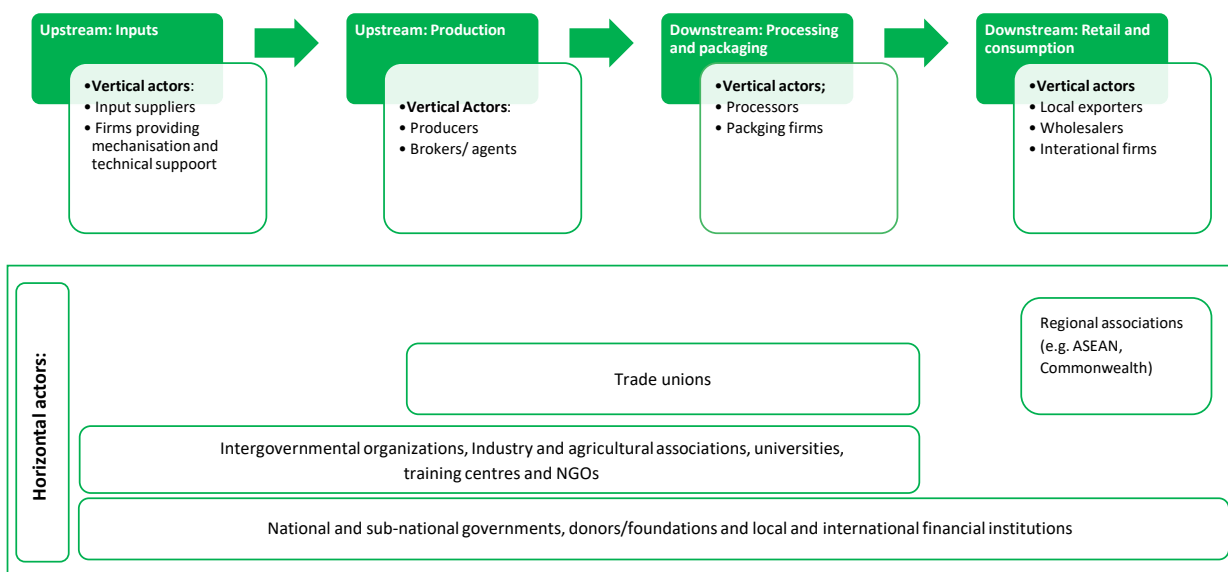 Upstream: Inputs
•Vertical actors:
• Input suppliers
• Firms providing
mechanisation and
technical suppoort
Upstream: Production
•Vertical Actors:
• Producers
• Brokers/ agents
Downstream: Processing
and packaging
•Vertical actors;
• Processors
• Packging firms
Downstream: Retail and
consumption
•Vertical actors
• Local exporters
• Wholesalers
• Interational firms
Horizontal actors:
Regional associations
(e.g. ASEAN,
Commonwealth)
Trade unions
Intergovernmental organizations, Industry and agricultural associations, universities,
training centres and NGOs
National and sub-national governments, donors/foundations and local and international financial institutions